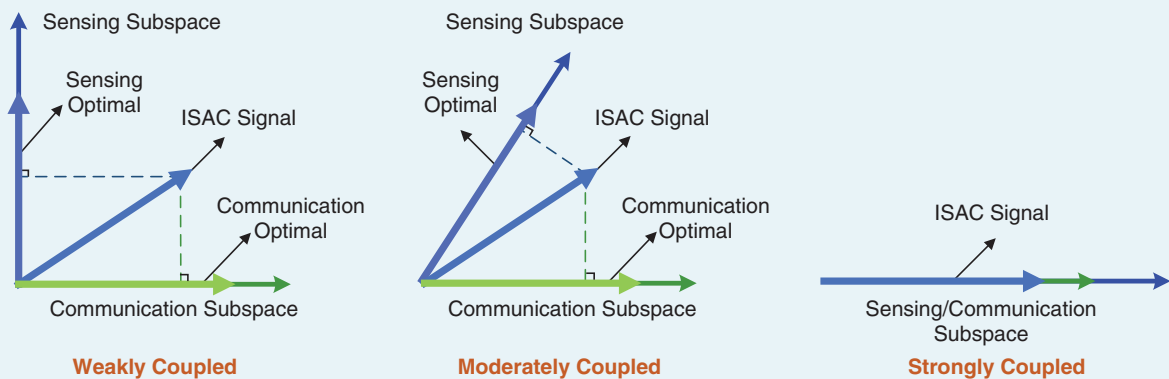 Sensing Subspace
Sensing
Optimal
ISAC Signal
Communication
Optimal
Communication Subspace
Weakly Coupled
Sensing Subspace
Sensing
Optimal
ISAC Signal
Communication
Optimal
Communication Subspace
Moderately Coupled
ISAC Signal
Sensing/Communication
Subspace
Strongly Coupled